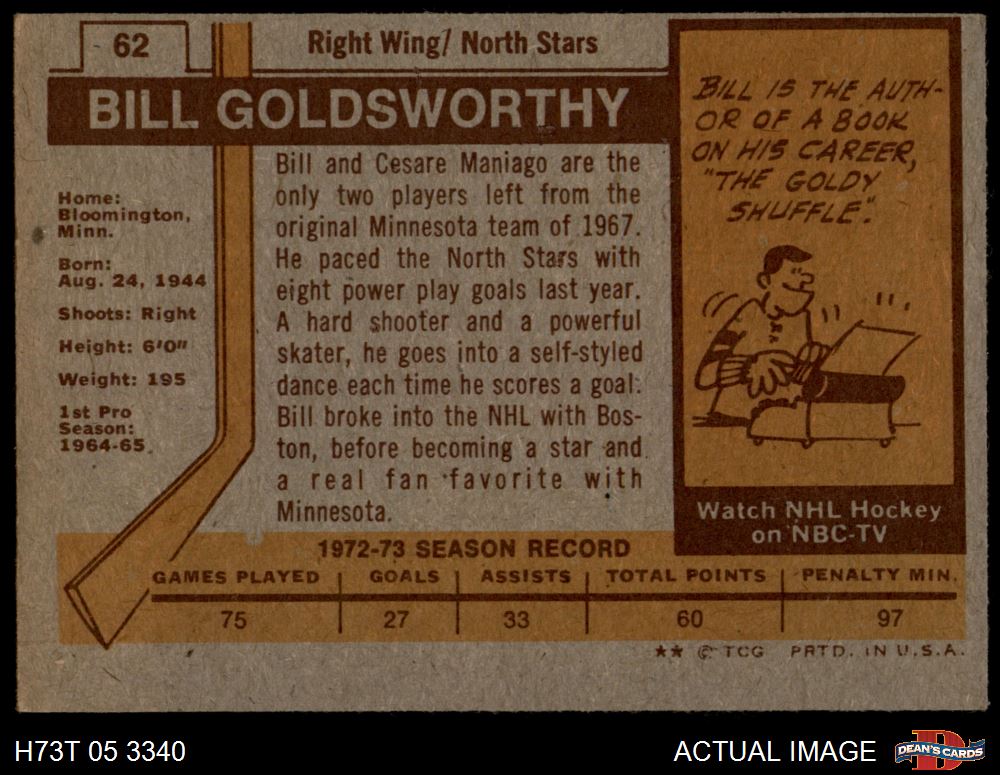 62
Right Wing/ North Stars
BILL GOLDSWORTHY
Home:
Bloomington,
Minn.
Born:
Aug. 24, 1944
Shoots: Right
Height: 6'0"
Weight: 195
1st Pro
Season:
1964-65
Bill and Cesare Maniago are the
only two players left from the
original Minnesota team of 1967.
He paced the North Stars with
eight power play goals last year.
A hard shooter and a powerful
skater, he goes into a self-styled
dance each time he scores a goal.
Bill broke into the NHL with Bos-
ton, before becoming a star and
a real fan favorite with
Minnesota.
BILL IS THE AUTH-
OR OF A BOOK
ON HIS CAREER,
"THE GOLDY
SHUFFLE".
Watch NHL Hockey
on NBC-TV
1972-73 SEASON RECORD
GAMES PLAYED GOALS ASSISTS TOTAL POINTS PENALTY MIN.
75 27 33 60 97
★★ © TCG PRTD. IN U.S.A.
H73T 05 3340
ACTUAL IMAGE
D
DEAN'S CARDS